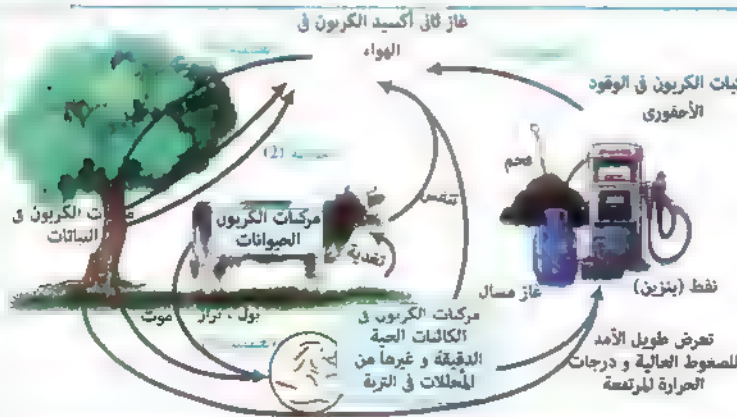 غاز ثاني أكسيد الكربون في
الهواء
الكربون في الوقود
الأحفوري
(2)
فحم
تنفس
الكربون في
النباتات
مركبات الكربون
الحيوانات
تغذية
نفط (بنزين)
غاز مسال
بول ، براز
موت
مركبات الكربون في
الكائنات الحية
الدقيقة و غيرها من
المحللات في التربة
تعرض طويل الأمد
للضغوط العالية و درجات
الحرارة المرتفعة